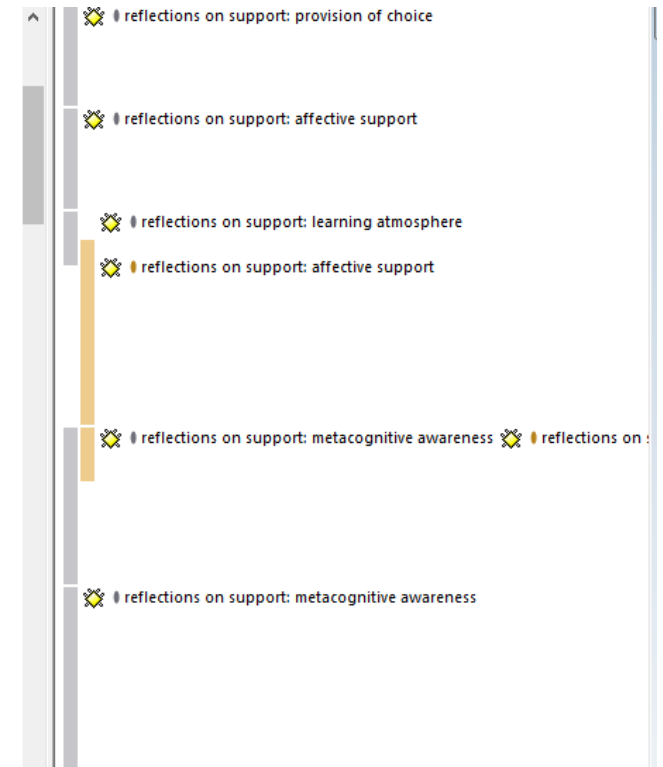 reflections on support: provision of choice
reflections on support: affective support
reflections on support: learning atmosphere
reflections on support: affective support
reflections on support: metacognitive awareness reflections on
reflections on support: metacognitive awareness